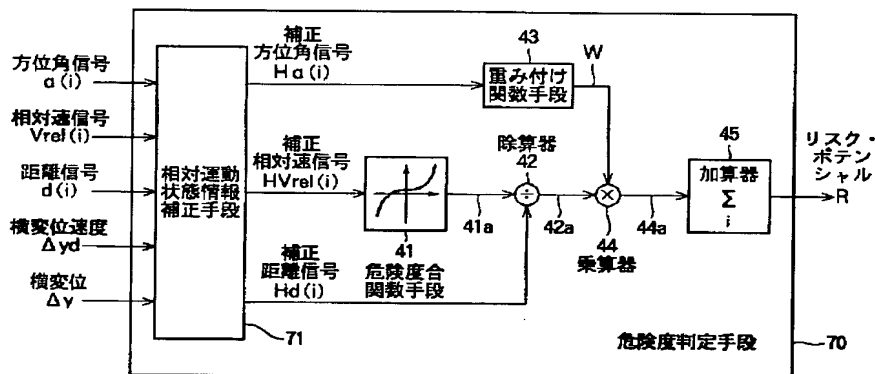 方位角信号
a(i)
相対速信号
Vrel(i)
距離信号
d(i)
横変位速度
Δyd
横変位
Δy
相対運動
状態情報
補正手段
71
補正
方位角信号
Ha(i)
補正
相対速信号
HVrel(i)
補正
距離信号
Hd(i)
41
危険度合
関数手段
41a
43
重み付け
関数手段
W
除算器
42
÷
42a
×
44
乗算器
44a
45
加算器
Σ
i
リスク・
ポテン
シャル
R
危険度判定手段
70